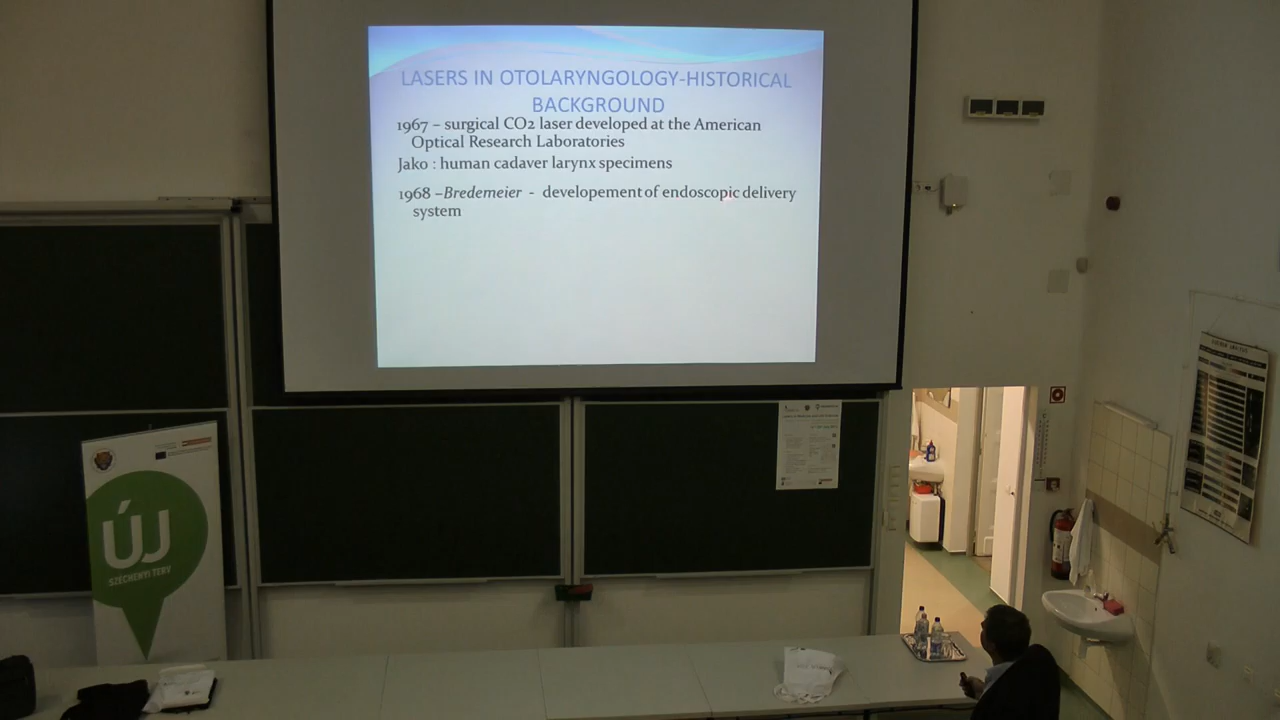 LASERS IN OTOLARYNGOLOGY-HISTORICAL
BACKGROUND
1967 – surgical CO2 laser developed at the American
Optical Research Laboratories
Jako : human cadaver larynx specimens
1968 –Bredemeier - developement of endoscopic delivery
system
ÚJ
SZÉCHENYI TERV